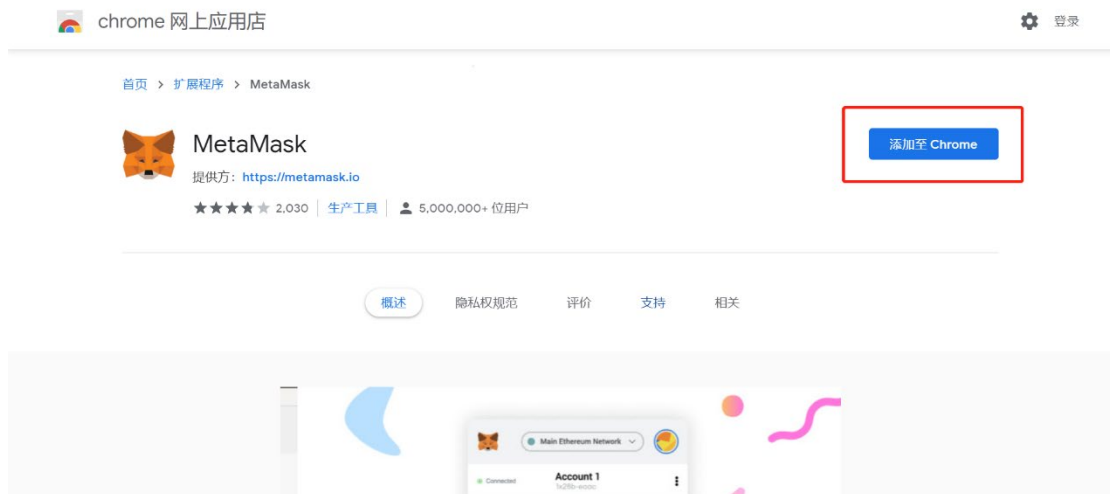 chrome 网上应用店
登录
首页 > 扩展程序 > MetaMask
MetaMask
添加至 Chrome
提供方：https://metamask.io
2,030 生产工具 5,000,000+ 位用户
概述 隐私权规范 评价 支持 相关
Main Ethereum Network
Connected
Account 1